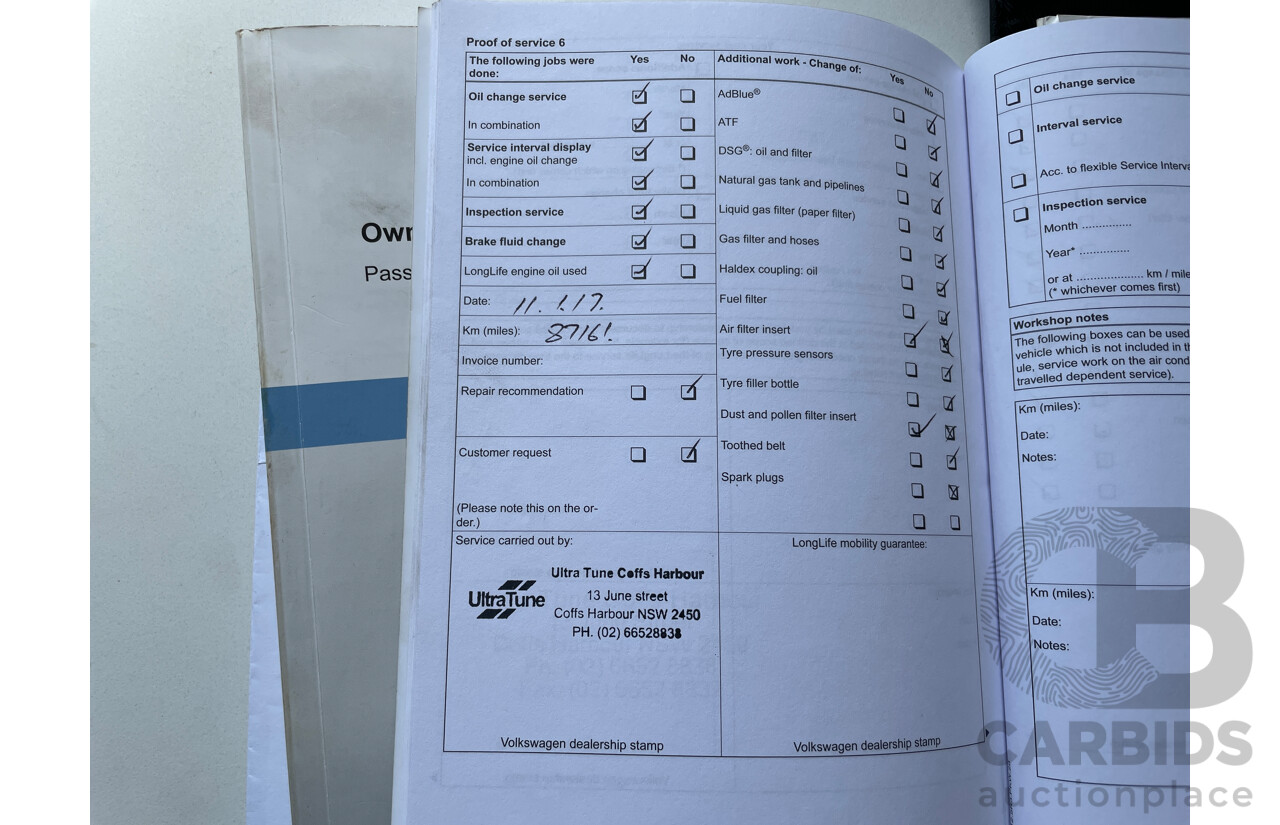 Own
Pass
Proof of service 6
The following jobs were done: Yes No
Oil change service
In combination
Service interval display
incl. engine oil change
In combination
Inspection service
Brake fluid change
LongLife engine oil used
Date: 11.1.17.
Km (miles): 87161.
Invoice number:
Repair recommendation
Customer request
(Please note this on the or-
der.)
Service carried out by:
UltraTune
Ultra Tune Coffs Harbour
13 June street
Coffs Harbour NSW 2450
PH. (02) 66528838
Volkswagen dealership stamp
Additional work - Change of: Yes No
AdBlue®
ATF
DSG®: oil and filter
Natural gas tank and pipelines
Liquid gas filter (paper filter)
Gas filter and hoses
Haldex coupling: oil
Fuel filter
Air filter insert
Tyre pressure sensors
Tyre filler bottle
Dust and pollen filter insert
Toothed belt
Spark plugs
LongLife mobility guarantee:
Volkswagen dealership stamp
Oil change service
Interval service
Acc. to flexible Service Interva
Inspection service
Month ...............
Year* ...............
or at .................... km / mile
(* whichever comes first)
Workshop notes
The following boxes can be used
vehicle which is not included in th
ule, service work on the air cond
travelled dependent service).
Km (miles):
Date:
Notes:
Km (miles):
Date:
Notes:
CARBIDS
auctionplace